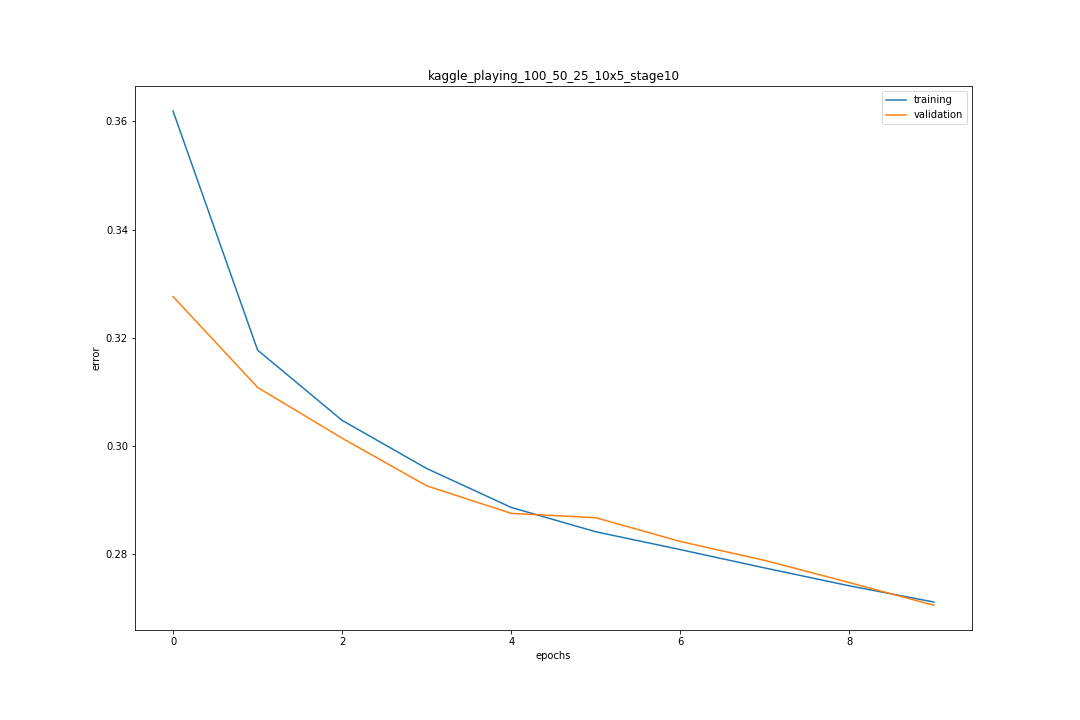 kaggle_playing_100_50_25_10x5_stage10
training
validation
0.36
0.34
0.32
0.30
0.28
error
0 2 4 6 8
epochs